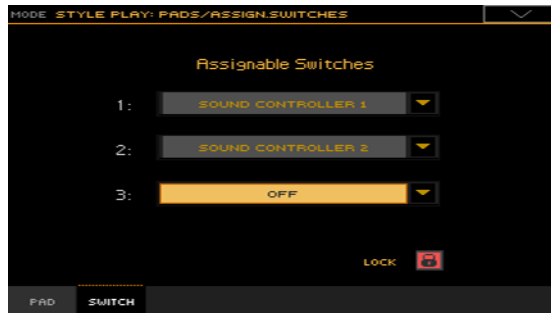 MODE STYLE PLAY: PADS/ASSIGN.SWITCHES
Assignable Switches
1: SOUND CONTROLLER 1
2: SOUND CONTROLLER 2
3: OFF
LOCK
PAD SWITCH